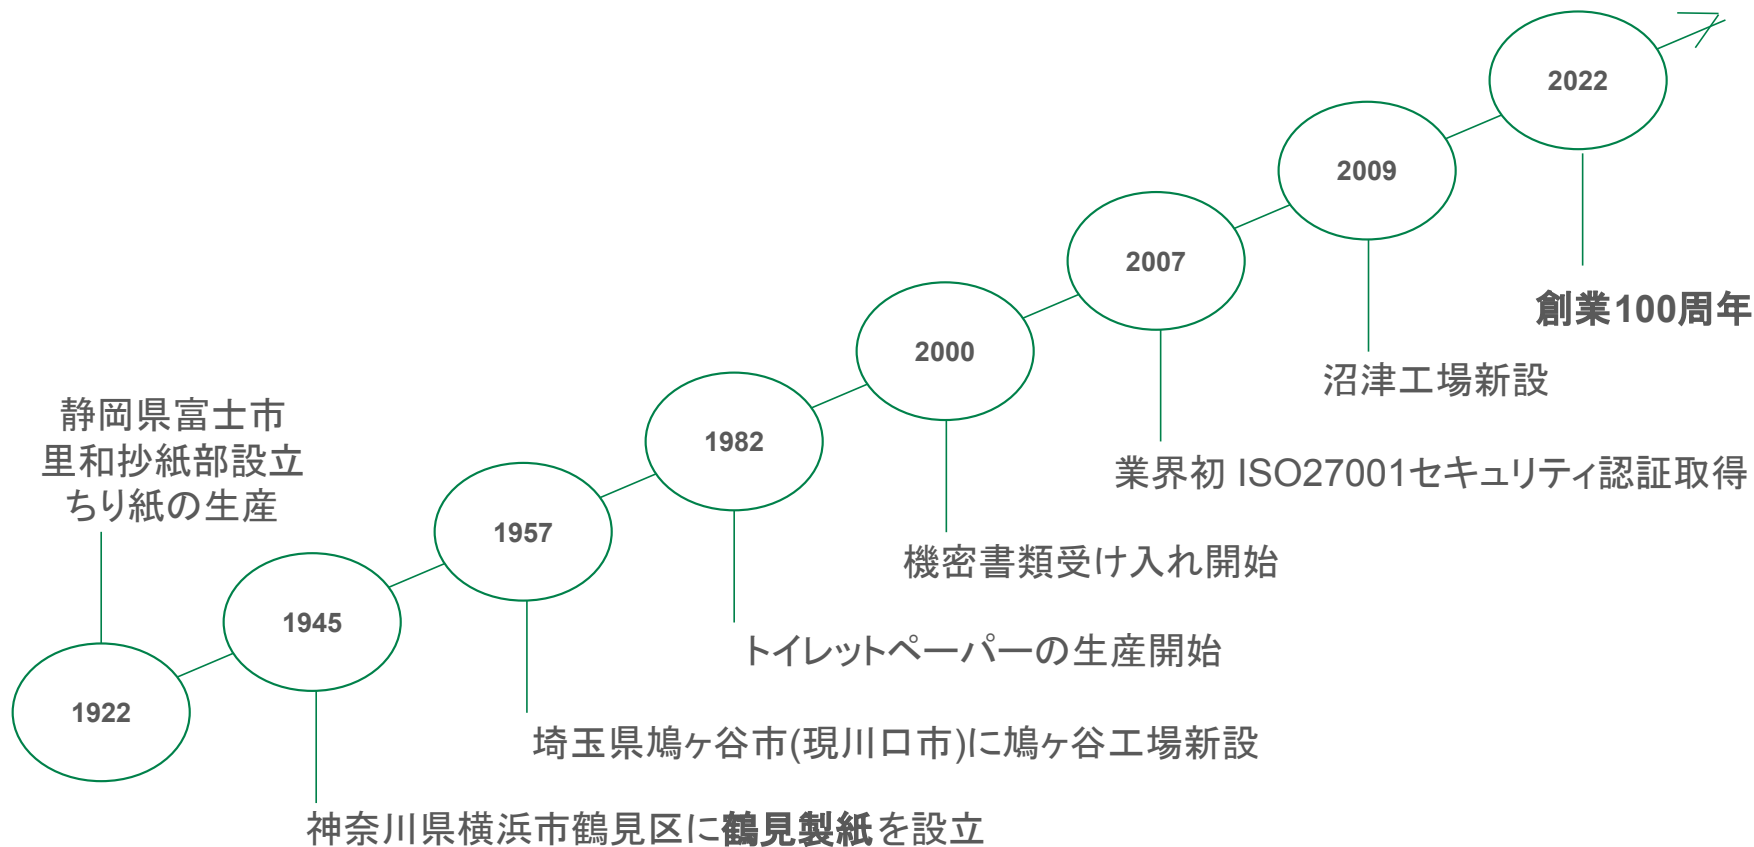 1922
静岡県富士市
里和抄紙部設立
ちり紙の生産
1945
神奈川県横浜市鶴見区に鶴見製紙を設立
1957
埼玉県鳩ヶ谷市(現川口市)に鳩ヶ谷工場新設
1982
トイレットペーパーの生産開始
2000
機密書類受け入れ開始
2007
業界初 ISO27001セキュリティ認証取得
2009
沼津工場新設
2022
創業100周年